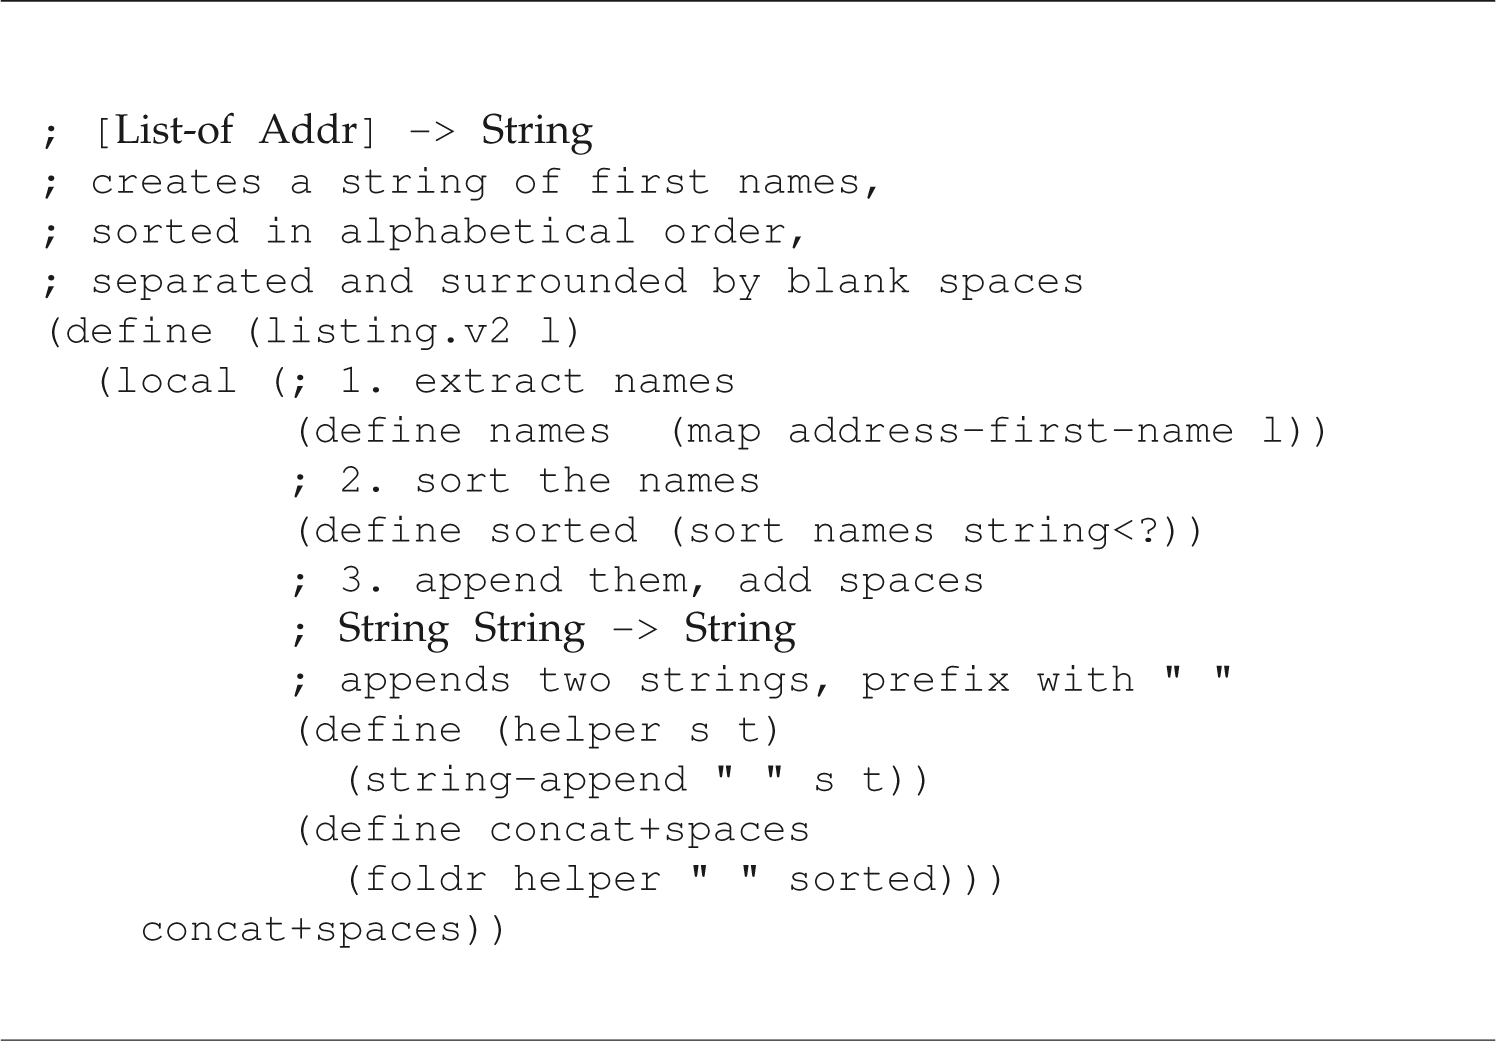 ; [List-of Addr] -> String
; creates a string of first names,
; sorted in alphabetical order,
; separated and surrounded by blank spaces
(define (listing.v2 l)
  (local (; 1. extract names
          (define names  (map address-first-name l))
          ; 2. sort the names
          (define sorted (sort names string<?))
          ; 3. append them, add spaces
          ; String String -> String
          ; appends two strings, prefix with " "
          (define (helper s t)
            (string-append " " s t))
          (define concat+spaces
            (foldr helper " " sorted)))
    concat+spaces))